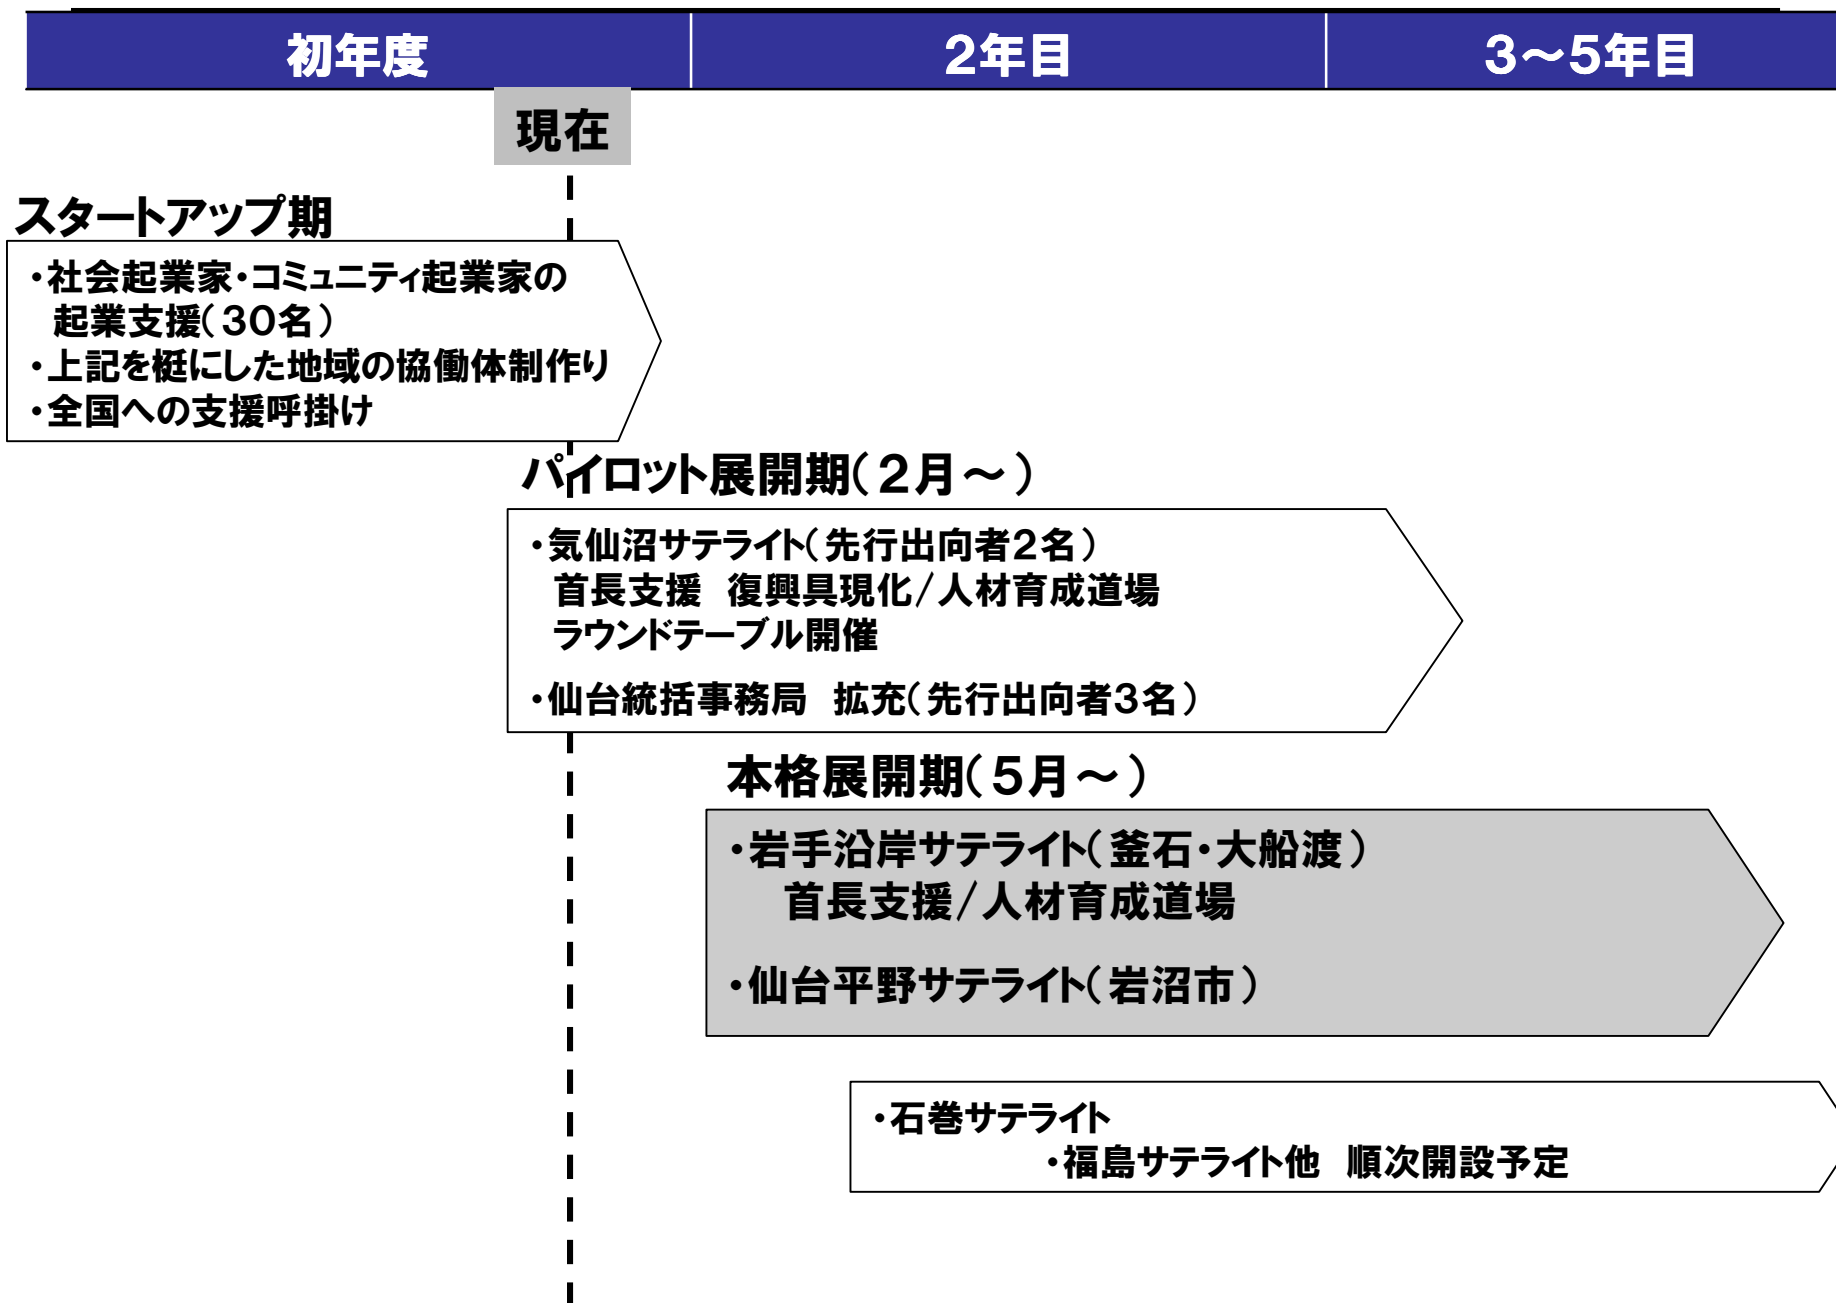 初年度
2年目
3～5年目
現在
スタートアップ期
・社会起業家・コミュニティ起業家の
起業支援（30名）
・上記を梃にした地域の協働体制作り
・全国への支援呼掛け
パイロット展開期（2月～）
・気仙沼サテライト（先行出向者2名）
首長支援　復興具現化/人材育成道場
ラウンドテーブル開催
・仙台統括事務局　拡充（先行出向者3名）
本格展開期（5月～）
・岩手沿岸サテライト（釜石・大船渡）
首長支援/人材育成道場
・仙台平野サテライト（岩沼市）
・石巻サテライト
・福島サテライト他　順次開設予定